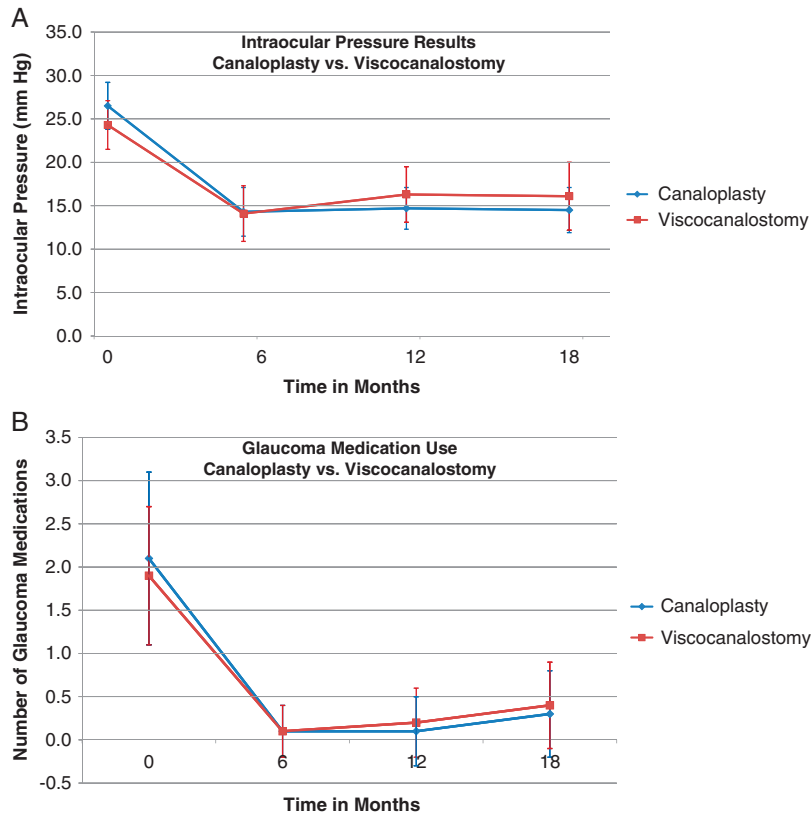 A
Intraocular Pressure Results
Canaloplasty vs. Viscocanalostomy
Intraocular Pressure (mm Hg)
35.0
30.0
25.0
20.0
15.0
10.0
5.0
0.0
0 6 12 18
Time in Months
Canaloplasty
Viscocanalostomy
B
Glaucoma Medication Use
Canaloplasty vs. Viscocanalostomy
Number of Glaucoma Medications
3.5
3.0
2.5
2.0
1.5
1.0
0.5
0.0
-0.5
0 6 12 18
Time in Months
Canaloplasty
Viscocanalostomy